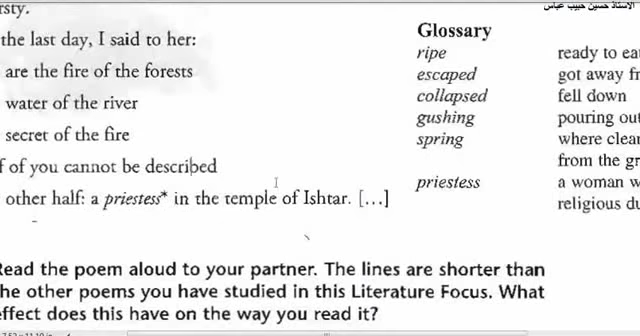 الاستاذ حسين حبيب عباس
rsty.
the last day, I said to her:
are the fire of the forests
water of the river
secret of the fire
f of you cannot be described
other half: a priestess* in the temple of Ishtar. [...]
Glossary
ripe ready to ea
escaped got away fr
collapsed fell down
gushing pouring out
spring where clear
from the gr
priestess a woman w
religious du
Read the poem aloud to your partner. The lines are shorter than
the other poems you have studied in this Literature Focus. What
effect does this have on the way you read it?